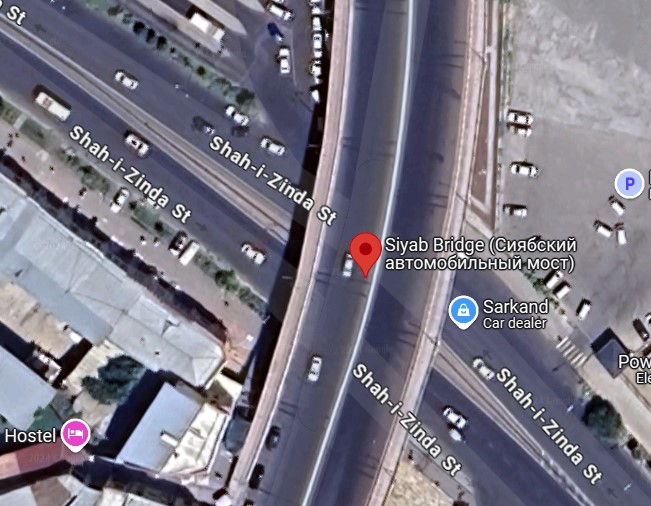 St
Shah-i-Zinda St
Shah-i-Zinda St
P
Siyab Bridge (Сиябский
автомобильный мост)
Sarkand
Car dealer
Shah-i-Zinda St
Shah-i-Zinda St
Hostel